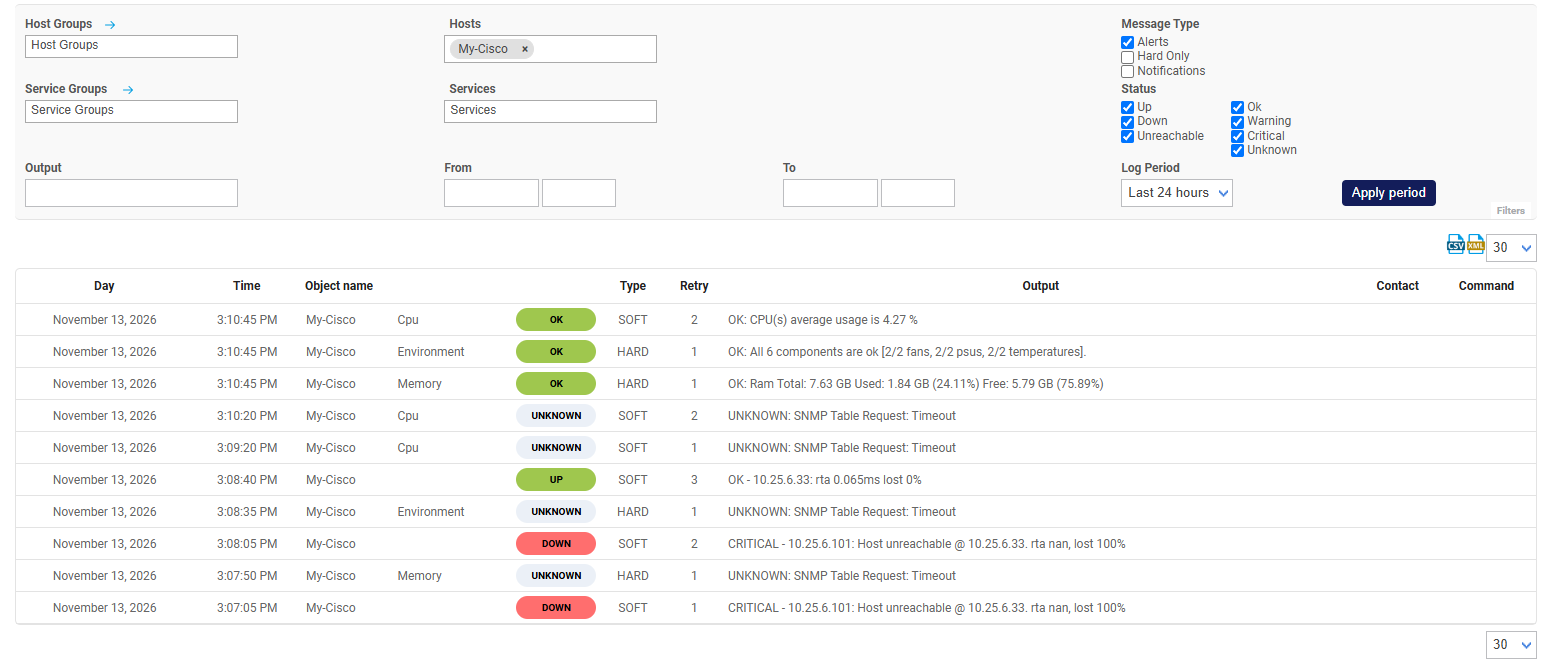 Host Groups → Hosts Message Type
Host Groups My-Cisco × Alerts
Hard Only
Notifications
Service Groups → Services Status
Service Groups Services Up Ok
Down Warning
Unreachable Critical
Unknown
Output From To Log Period
Last 24 hours Apply period
Filters
CSV XML 30
Day Time Object name Type Retry Output Contact Command
November 13, 2026 3:10:45 PM My-Cisco Cpu OK SOFT 2 OK: CPU(s) average usage is 4.27 %
November 13, 2026 3:10:45 PM My-Cisco Environment OK HARD 1 OK: All 6 components are ok [2/2 fans, 2/2 psus, 2/2 temperatures].
November 13, 2026 3:10:45 PM My-Cisco Memory OK HARD 1 OK: Ram Total: 7.63 GB Used: 1.84 GB (24.11%) Free: 5.79 GB (75.89%)
November 13, 2026 3:10:20 PM My-Cisco Cpu UNKNOWN SOFT 2 UNKNOWN: SNMP Table Request: Timeout
November 13, 2026 3:09:20 PM My-Cisco Cpu UNKNOWN SOFT 1 UNKNOWN: SNMP Table Request: Timeout
November 13, 2026 3:08:40 PM My-Cisco UP SOFT 3 OK - 10.25.6.33: rta 0.065ms lost 0%
November 13, 2026 3:08:35 PM My-Cisco Environment UNKNOWN HARD 1 UNKNOWN: SNMP Table Request: Timeout
November 13, 2026 3:08:05 PM My-Cisco DOWN SOFT 2 CRITICAL - 10.25.6.101: Host unreachable @ 10.25.6.33. rta nan, lost 100%
November 13, 2026 3:07:50 PM My-Cisco Memory UNKNOWN HARD 1 UNKNOWN: SNMP Table Request: Timeout
November 13, 2026 3:07:05 PM My-Cisco DOWN SOFT 1 CRITICAL - 10.25.6.101: Host unreachable @ 10.25.6.33. rta nan, lost 100%
30